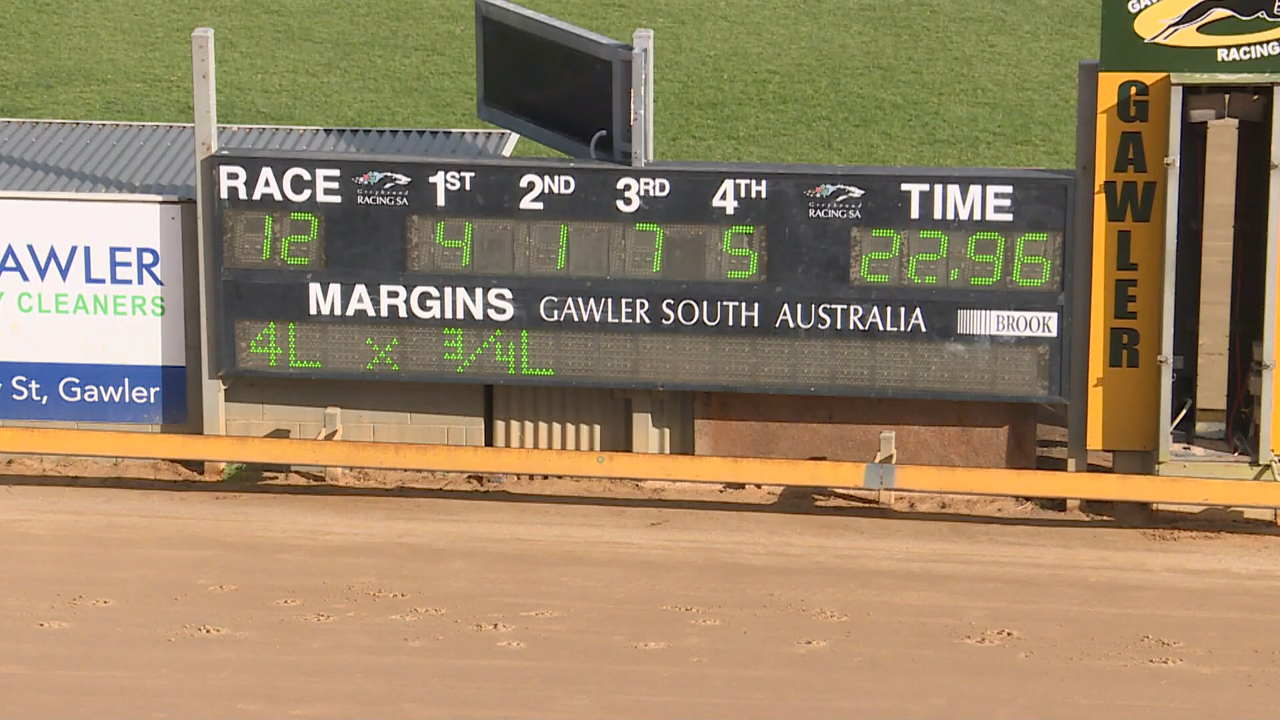 RACING
RACE Greyhound RACING SA 1ST 2ND 3RD 4TH Greyhound RACING SA TIME
12 4 1 7 5 22.96
MARGINS GAWLER SOUTH AUSTRALIA BROOK
4L x 3/4L
GAWLER
AWLER
CLEANERS
St, Gawler